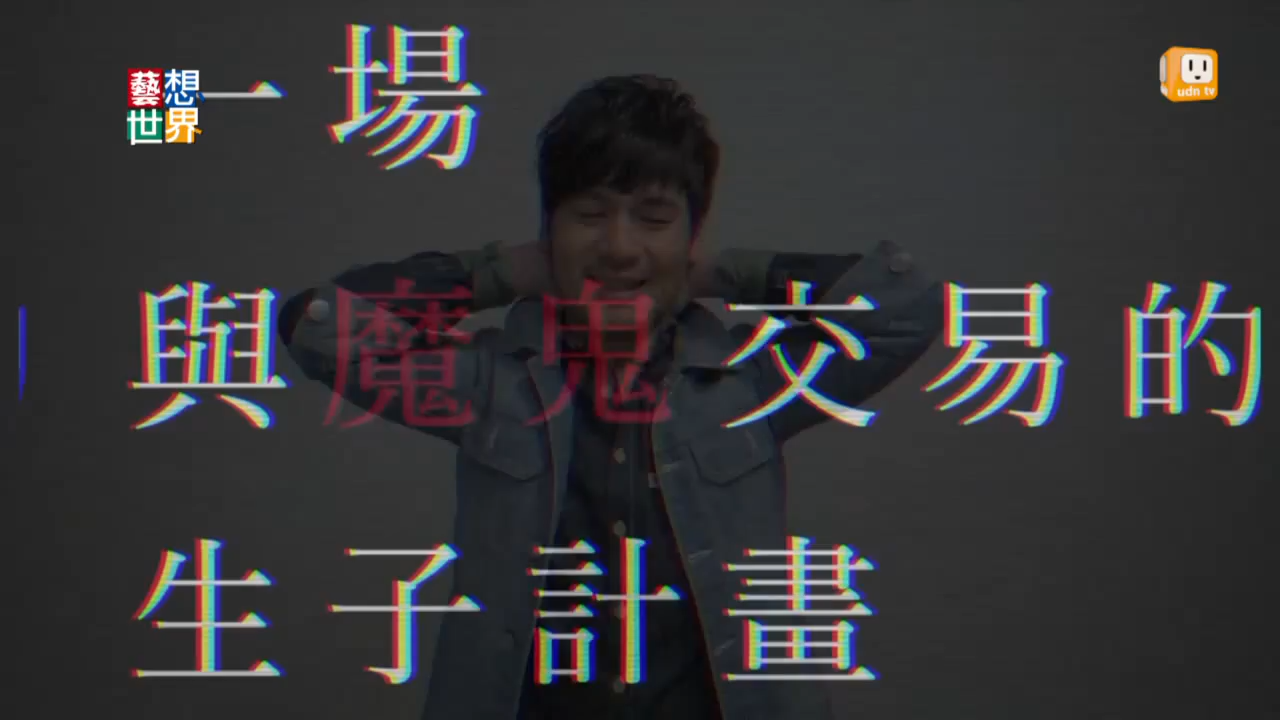 一場
與魔鬼交易的
生子計畫
藝想
世界
udn tv